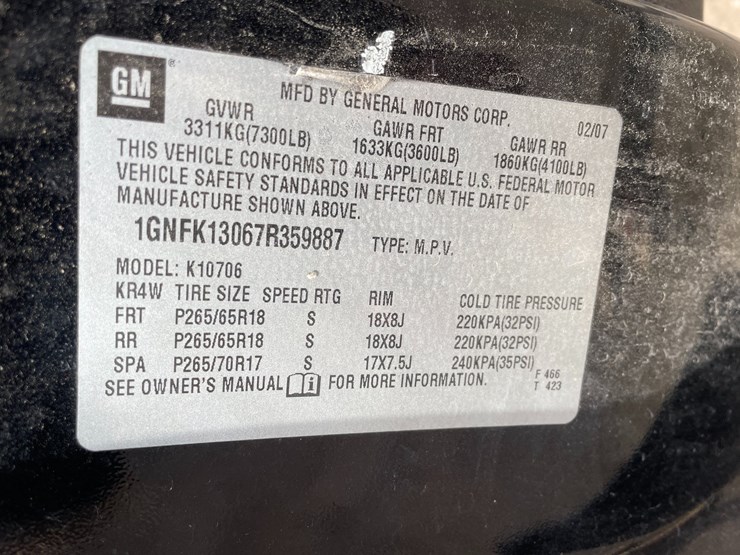 GM
MFD BY GENERAL MOTORS CORP. 02/07
GVWR GAWR FRT GAWR RR
3311KG(7300LB) 1633KG(3600LB) 1860KG(4100LB)
THIS VEHICLE CONFORMS TO ALL APPLICABLE U.S. FEDERAL MOTOR
VEHICLE SAFETY STANDARDS IN EFFECT ON THE DATE OF
MANUFACTURE SHOWN ABOVE.
1GNFK13067R359887 TYPE: M.P.V.
MODEL: K10706
KR4W TIRE SIZE SPEED RTG RIM COLD TIRE PRESSURE
FRT P265/65R18 S 18X8J 220KPA(32PSI)
RR P265/65R18 S 18X8J 220KPA(32PSI)
SPA P265/70R17 S 17X7.5J 240KPA(35PSI)
SEE OWNER'S MANUAL i FOR MORE INFORMATION. F 466
T 423